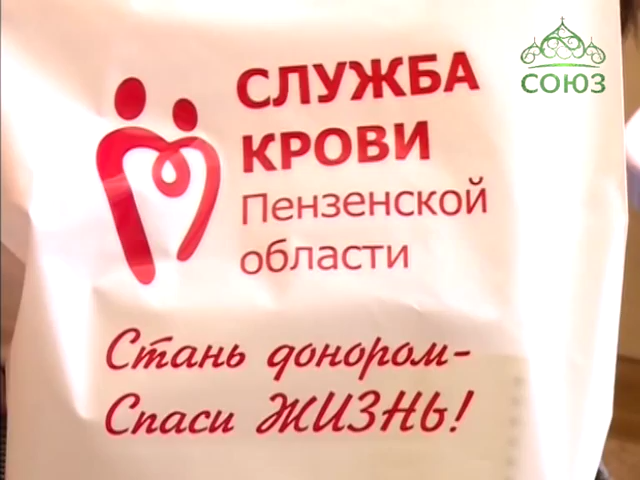 СОЮЗ
СЛУЖБА
КРОВИ
Пензенской
области
Стань донором-
Спаси ЖИЗНЬ!